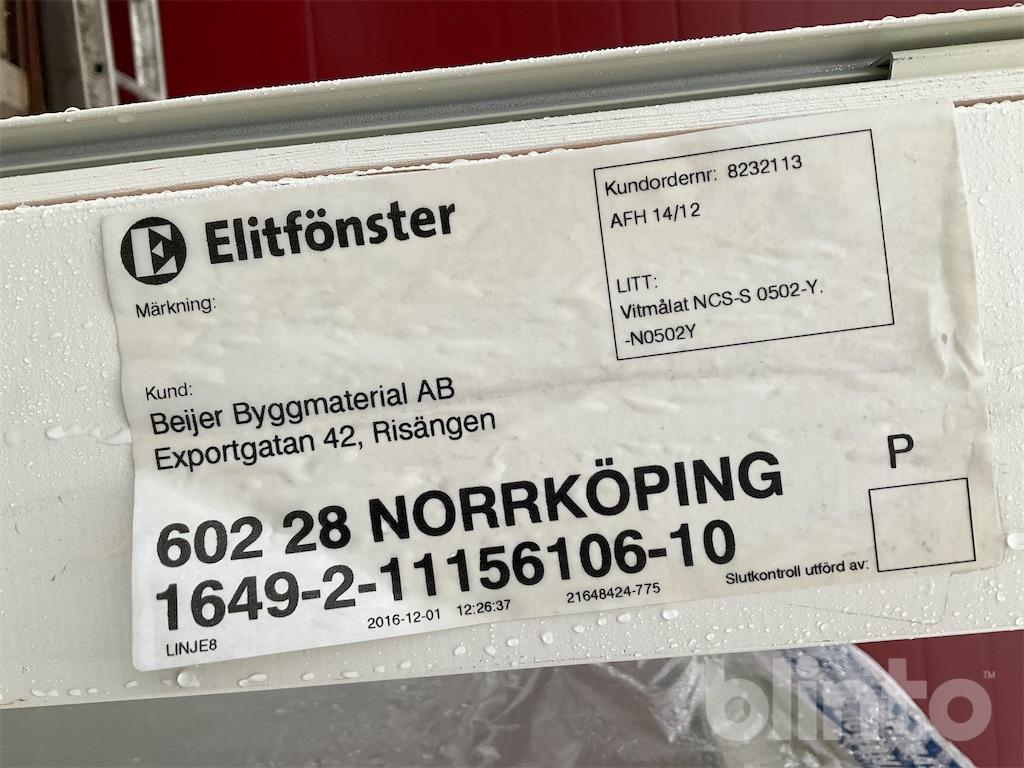 E Elitfönster
Märkning:
Kundordernr: 8232113
AFH 14/12
LITT:
Vitmålat NCS-S 0502-Y.
-N0502Y
Kund:
Beijer Byggmaterial AB
Exportgatan 42, Risängen
602 28 NORRKÖPING
1649-2-11156106-10
P
LINJE8 2016-12-01 12:26:37 21648424-775 Slutkontroll utförd av:
blinto™